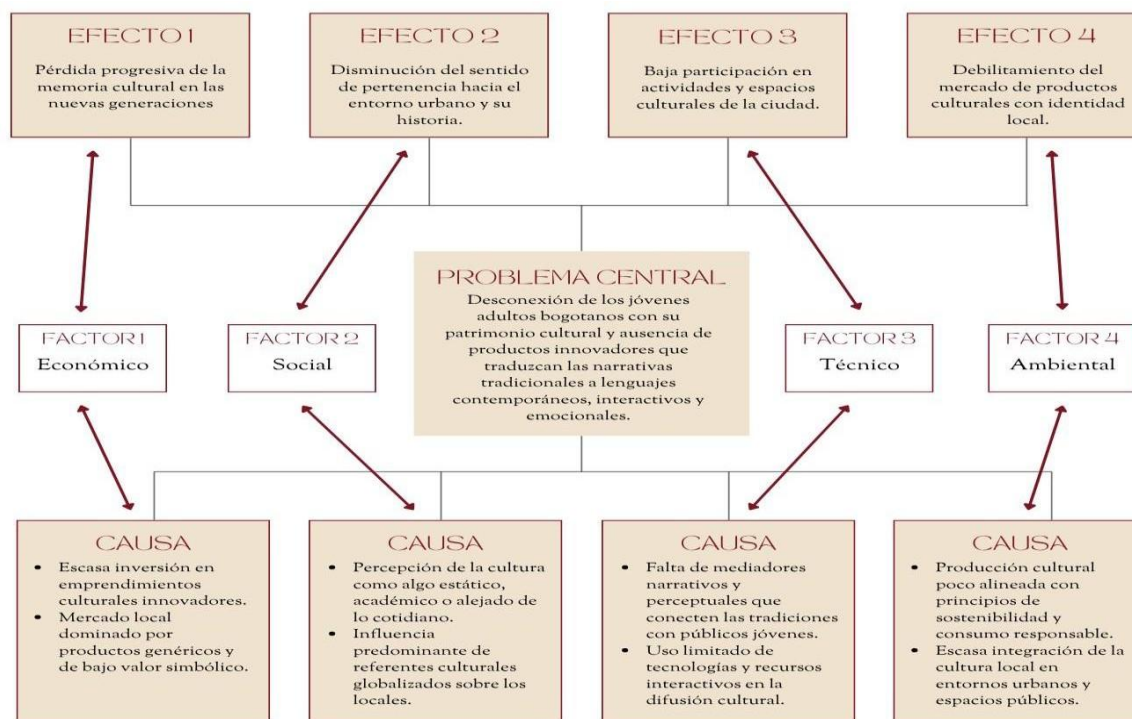 EFECTO 1
Pérdida progresiva de la
memoria cultural en las
nuevas generaciones
EFECTO 2
Disminución del sentido
de pertenencia hacia el
entorno urbano y su
historia.
EFECTO 3
Baja participación en
actividades y espacios
culturales de la ciudad.
EFECTO 4
Debilitamiento del
mercado de productos
culturales con identidad
local.
PROBLEMA CENTRAL
Desconexión de los jóvenes
adultos bogotanos con su
patrimonio cultural y ausencia de
productos innovadores que
traduzcan las narrativas
tradicionales a lenguajes
contemporáneos, interactivos y
emocionales.
FACTOR 1
Económico
FACTOR 2
Social
FACTOR 3
Técnico
FACTOR 4
Ambiental
CAUSA
• Escasa inversión en
emprendimientos
culturales innovadores.
• Mercado local
dominado por
productos genéricos y
de bajo valor simbólico.
CAUSA
• Percepción de la cultura
como algo estático,
académico o alejado de
lo cotidiano.
• Influencia
predominante de
referentes culturales
globalizados sobre los
locales.
CAUSA
• Falta de mediadores
narrativos y
perceptuales que
conecten las tradiciones
con públicos jóvenes.
• Uso limitado de
tecnologías y recursos
interactivos en la
difusión cultural.
CAUSA
• Producción cultural
poco alineada con
principios de
sostenibilidad y
consumo responsable.
• Escasa integración de la
cultura local en
entornos urbanos y
espacios públicos.